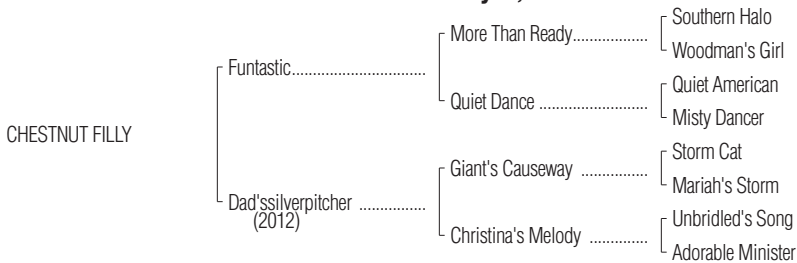 Southern Halo
More Than Ready.................
Woodman's Girl
Funtastic................................
Quiet American
Quiet Dance ..........................
Misty Dancer
CHESTNUT FILLY
Storm Cat
Giant's Causeway ................
Mariah's Storm
Dad'ssilverpitcher ................
(2012)
Unbridled's Song
Christina's Melody ..............
Adorable Minister